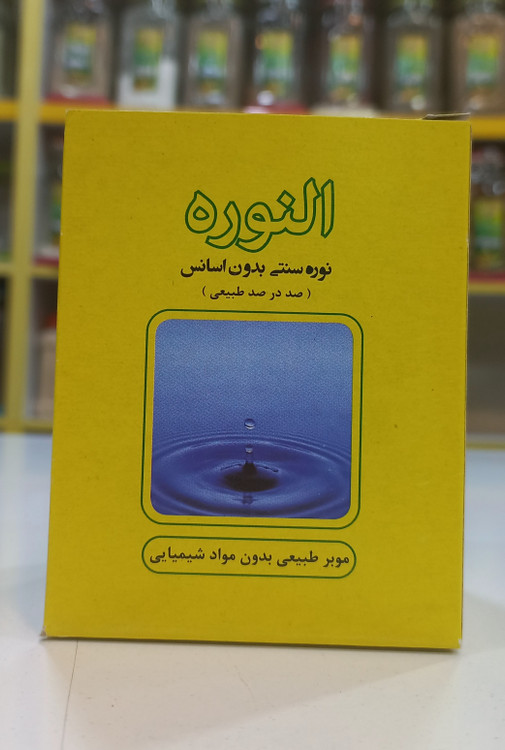 النوره
نوره سنتی بدون اسانس
( صد در صد طبیعی )
موبر طبیعی بدون مواد شیمیایی